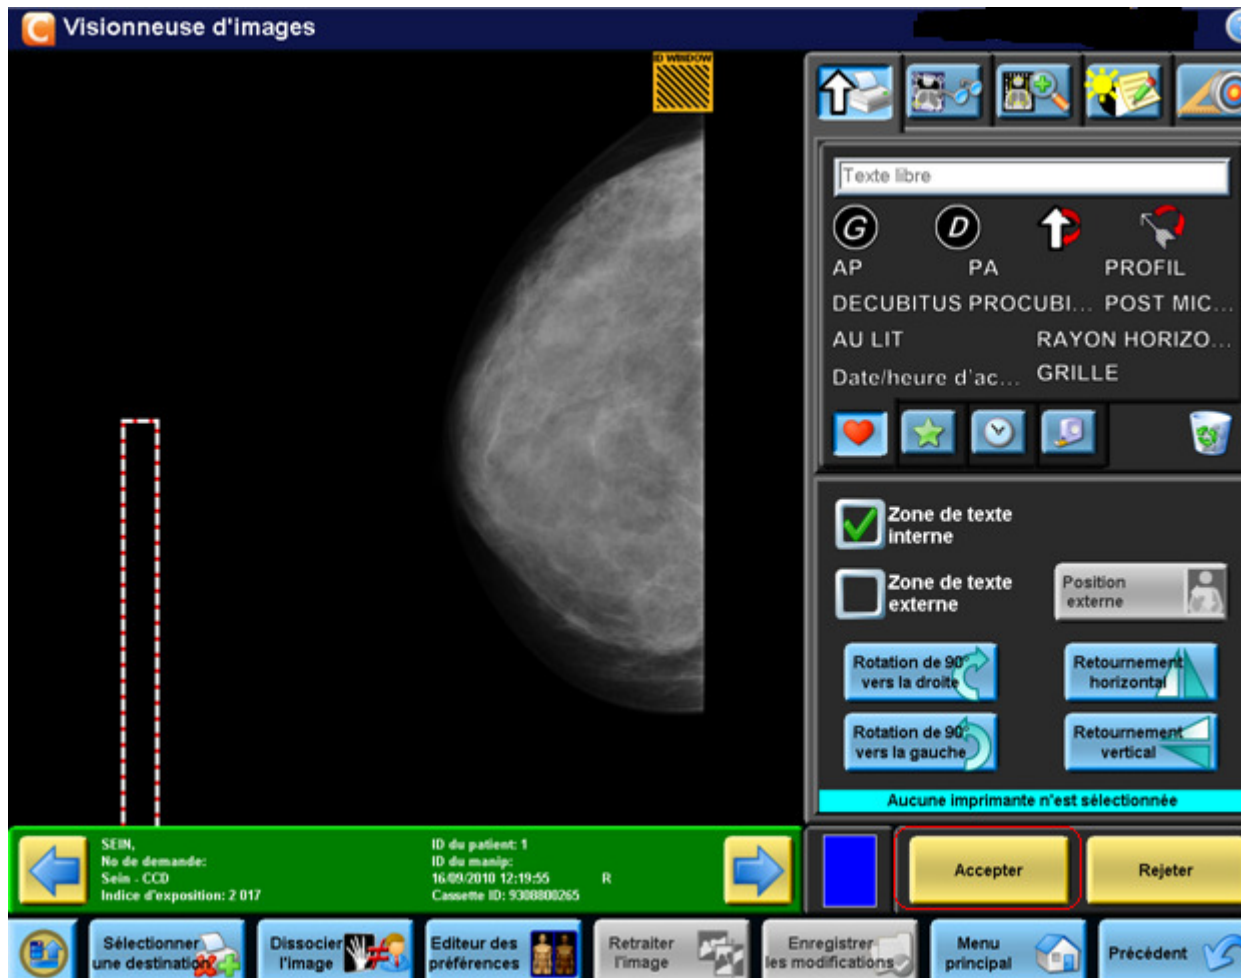 Visionneuse d'images
ID WINDOW
Texte libre
G D
AP PA PROFIL
DECUBITUS PROCUBI... POST MIC...
AU LIT RAYON HORIZO...
Date/heure d'ac... GRILLE
Zone de texte
interne
Zone de texte
externe
Position
externe
Rotation de 90°
vers la droite
Retournement
horizontal
Rotation de 90°
vers la gauche
Retournement
vertical
Aucune imprimante n'est sélectionnée
SEIN,
No de demande:
Sein - CCD
Indice d'exposition: 2 017
ID du patient: 1
ID du manip:
16/09/2010 12:19:55 R
Cassette ID: 9308800265
Accepter
Rejeter
Sélectionner
une destination
Dissocier
l'image
Editeur des
préférences
Retraiter
l'image
Enregistrer
les modifications
Menu
principal
Précédent